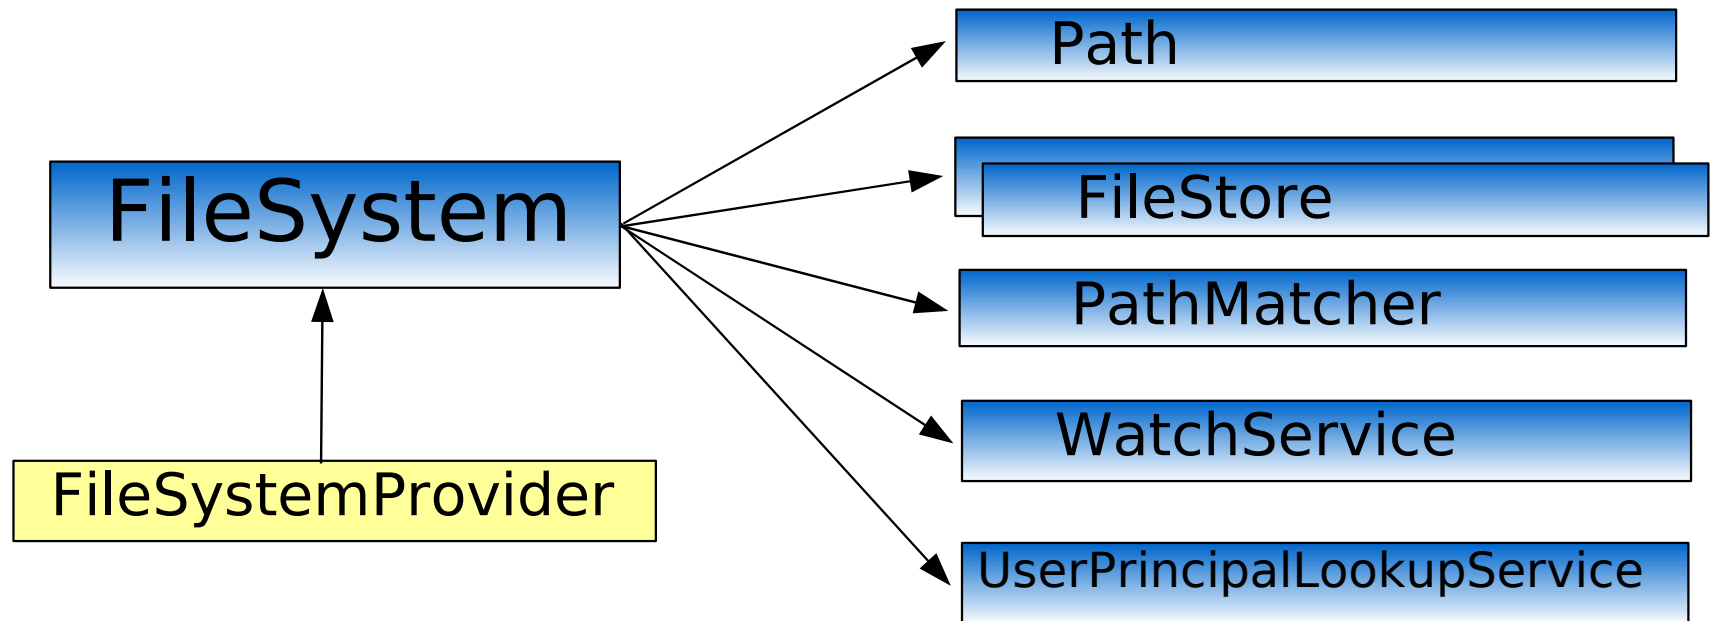 Path
FileSystem
FileStore
PathMatcher
WatchService
FileSystemProvider
UserPrincipalLookupService